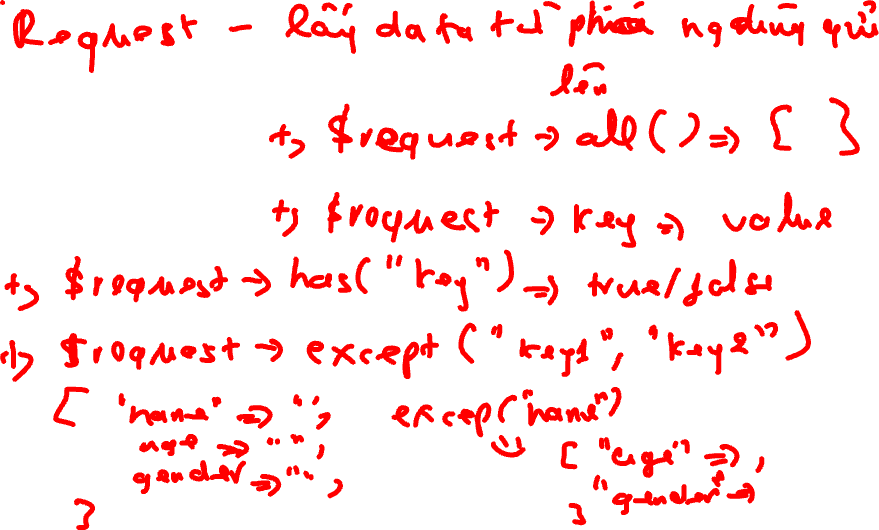 Request - lấy data từ phía ng dùng gửi
lên
+, $request -> all() => [ ]
+, $request -> key => value
+, $request -> has("key") => true/false
+, $request -> except("key1", "key2")
[ "name" => "", excep("name")
age => "", [ "age" => ,
gender => "", "gender" =>
] ]